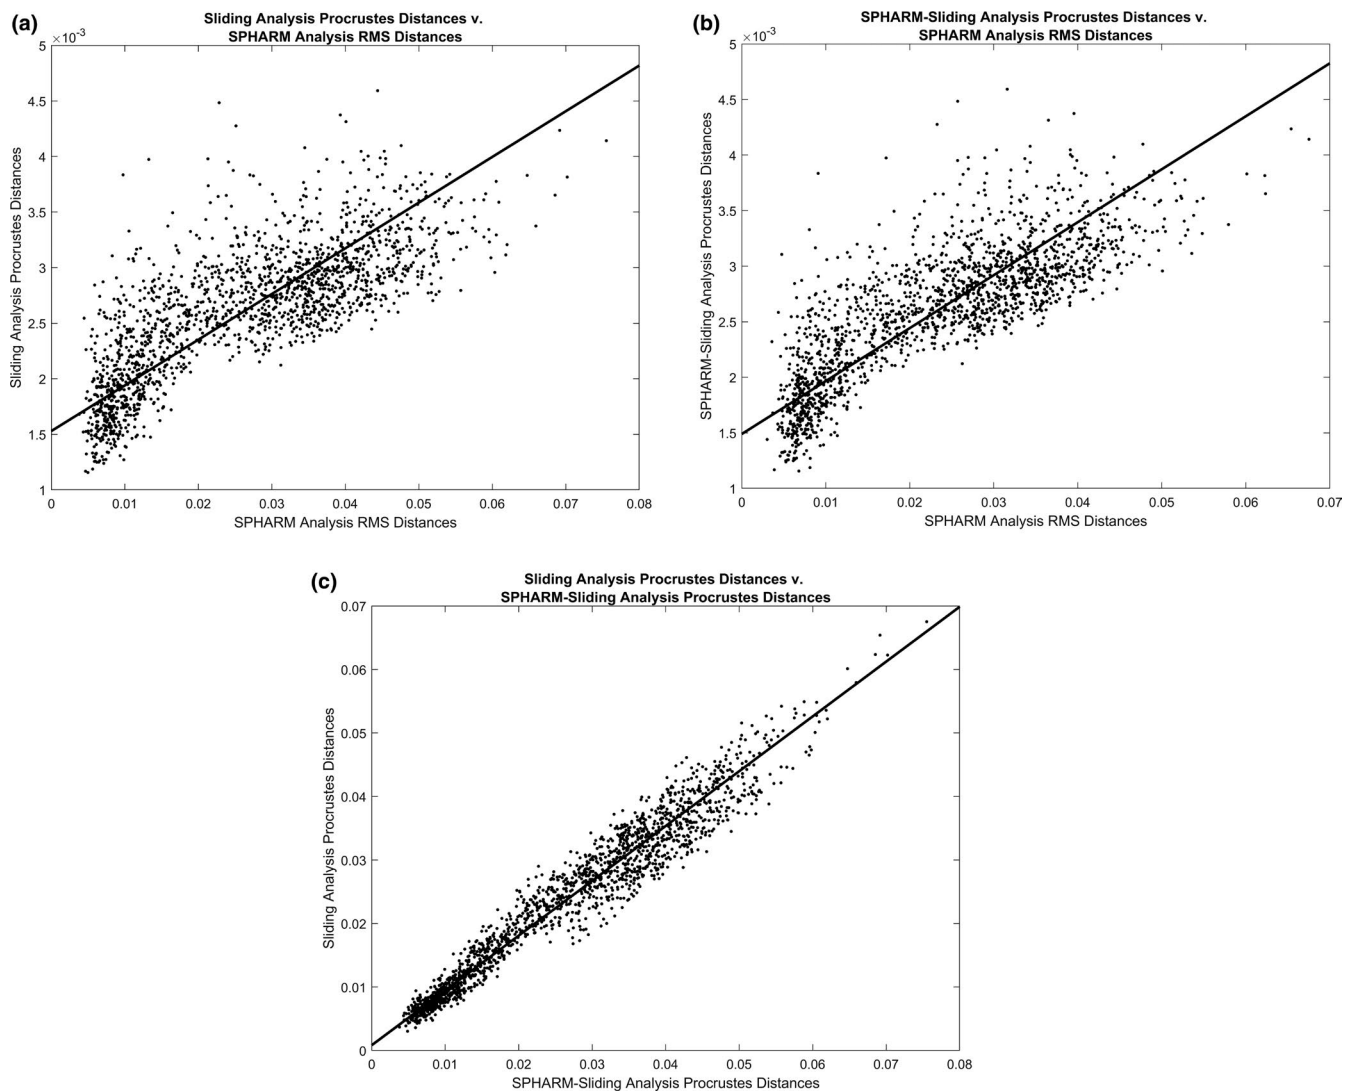 (a)
Sliding Analysis Procrustes Distances v.
SPHARM Analysis RMS Distances
×10⁻³
5
4.5
4
3.5
3
2.5
2
1.5
1
Sliding Analysis Procrustes Distances
0 0.01 0.02 0.03 0.04 0.05 0.06 0.07 0.08
SPHARM Analysis RMS Distances
(b)
SPHARM-Sliding Analysis Procrustes Distances v.
SPHARM Analysis RMS Distances
×10⁻³
5
4.5
4
3.5
3
2.5
2
1.5
1
SPHARM-Sliding Analysis Procrustes Distances
0 0.01 0.02 0.03 0.04 0.05 0.06 0.07
SPHARM Analysis RMS Distances
(c)
Sliding Analysis Procrustes Distances v.
SPHARM-Sliding Analysis Procrustes Distances
0.07
0.06
0.05
0.04
0.03
0.02
0.01
0
Sliding Analysis Procrustes Distances
0 0.01 0.02 0.03 0.04 0.05 0.06 0.07 0.08
SPHARM-Sliding Analysis Procrustes Distances